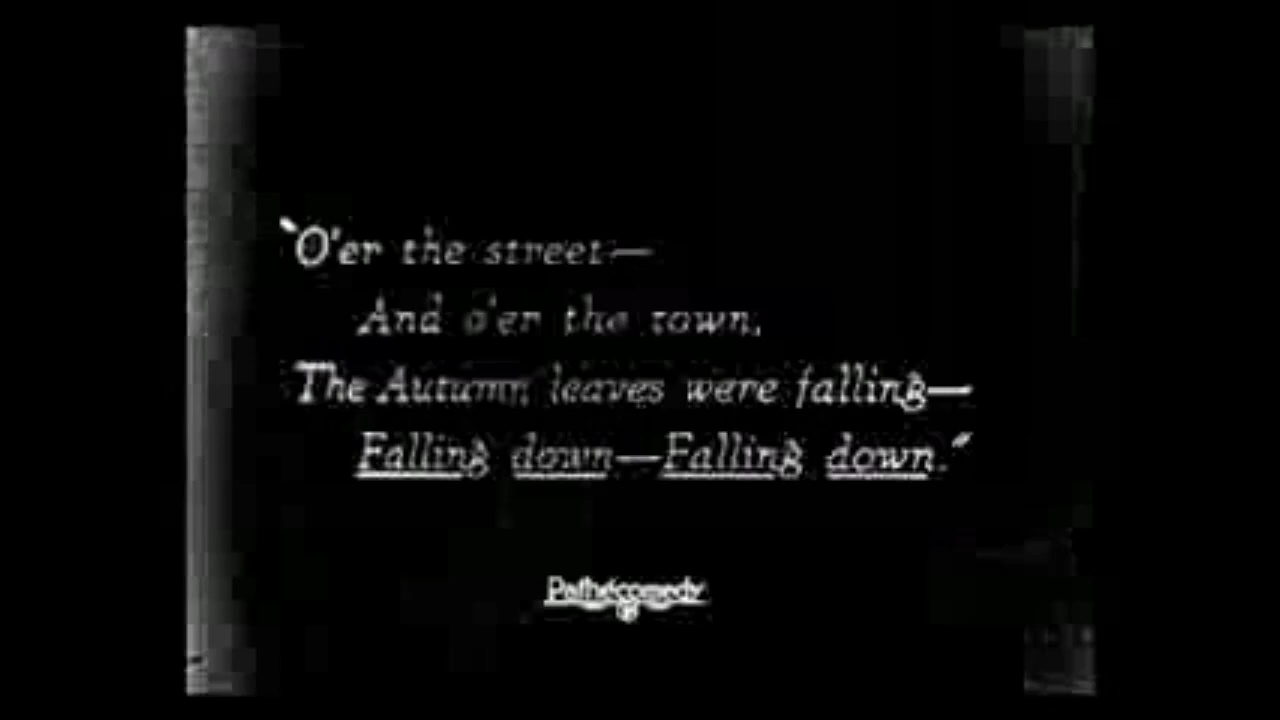 "O'er the street—
And o'er the town,
The Autumn leaves were falling—
Falling down—Falling down."
Pathécomedy